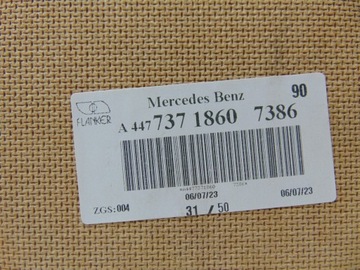 Mercedes Benz
90
FLANKER
A 447 737 1860 7386
06/07/23
06/07/23
ZGS:004
31 / 50